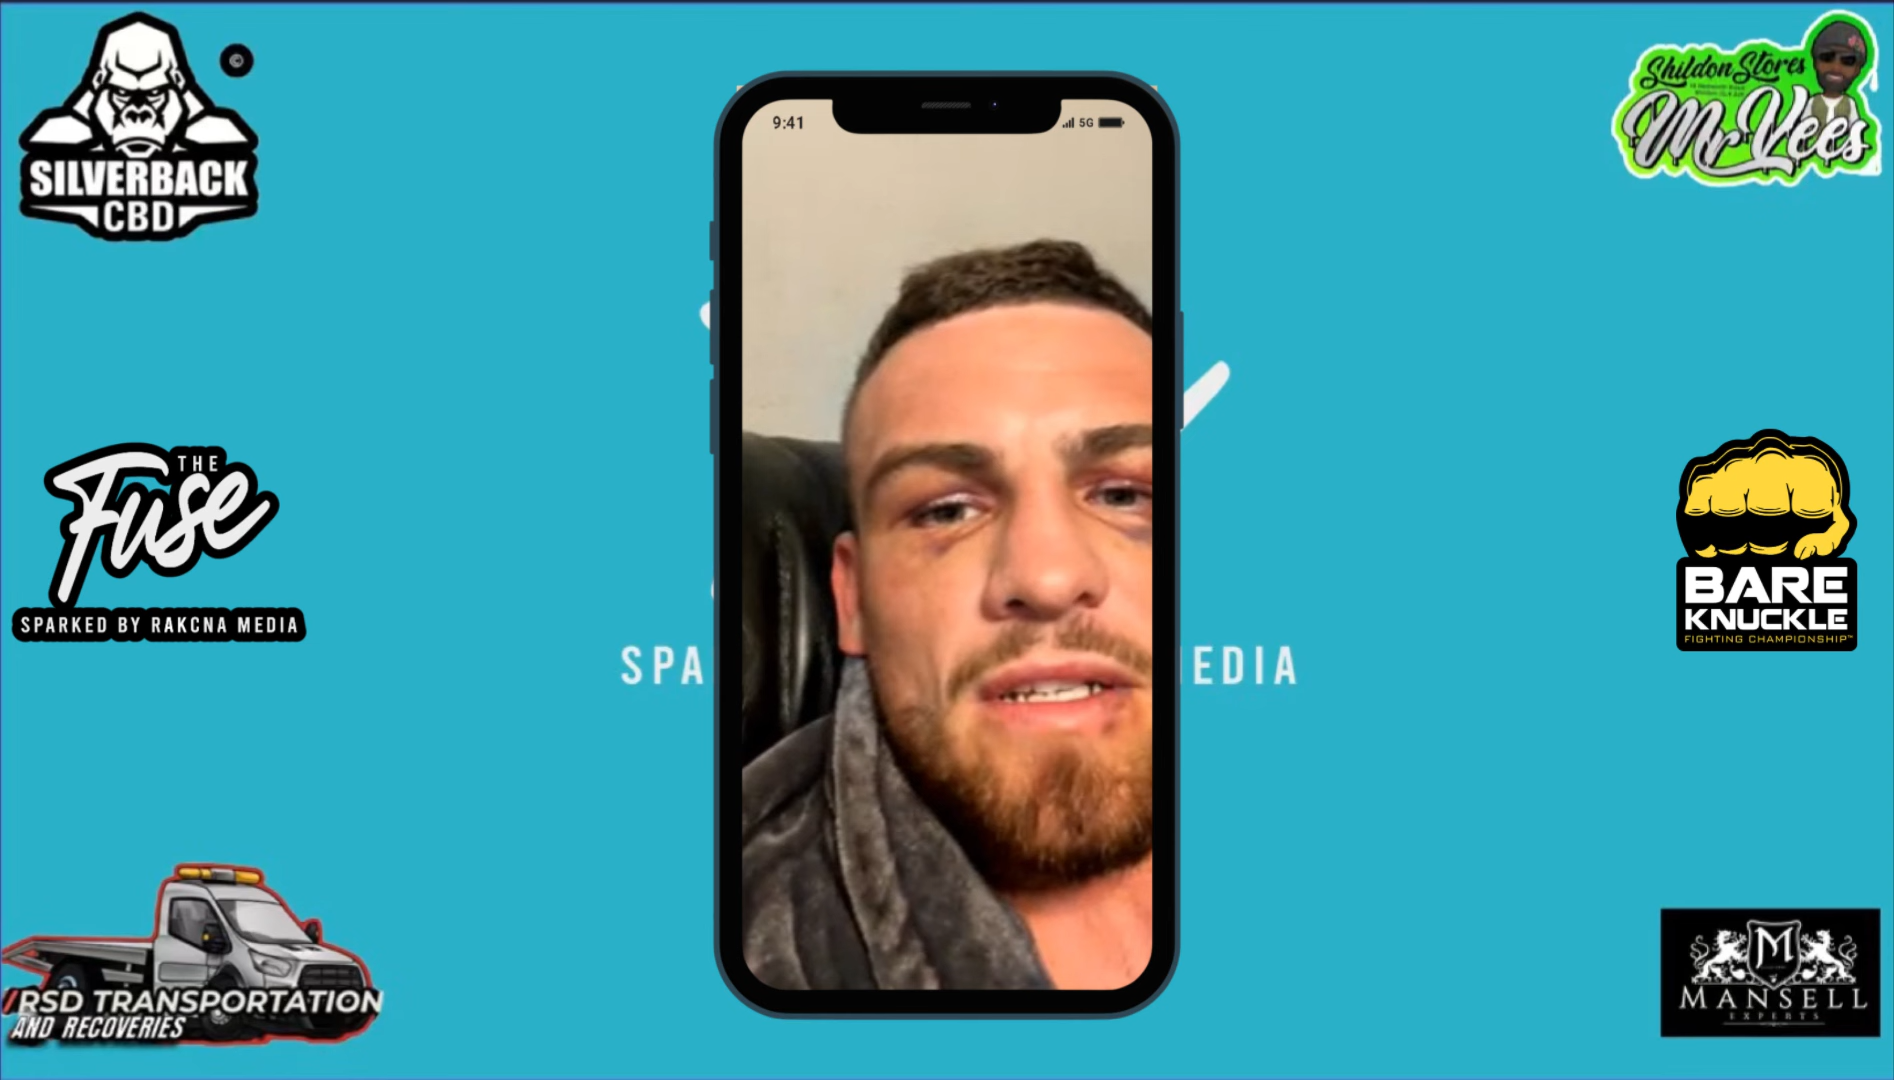 SILVERBACK
CBD
©
Shildon Stores
Mr Vees
9:41
5G
THE
Fuse
SPARKED BY RAKCNA MEDIA
BARE
KNUCKLE
FIGHTING CHAMPIONSHIP™
SPA
EDIA
RSD TRANSPORTATION
AND RECOVERIES
M
MANSELL
EXPERTS